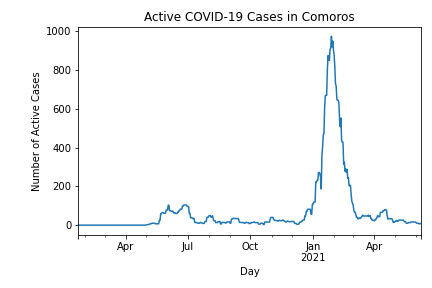 Active COVID-19 Cases in Comoros
1000
800
600
400
200
0
Number of Active Cases
Apr
Jul
Oct
Jan
2021
Apr
Day